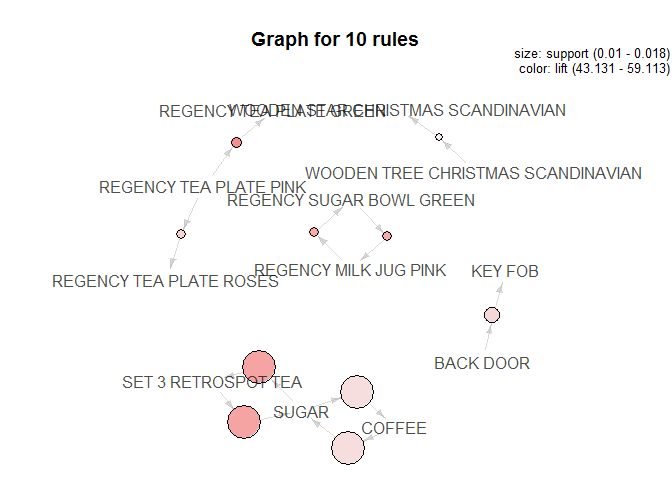 Graph for 10 rules
size: support (0.01 - 0.018)
color: lift (43.131 - 59.113)
REGENCY TEA PLATE GREEN
WOODEN STAR CHRISTMAS SCANDINAVIAN
WOODEN TREE CHRISTMAS SCANDINAVIAN
REGENCY TEA PLATE PINK
REGENCY SUGAR BOWL GREEN
REGENCY MILK JUG PINK
KEY FOB
REGENCY TEA PLATE ROSES
BACK DOOR
SET 3 RETROSPOT TEA
SUGAR
COFFEE